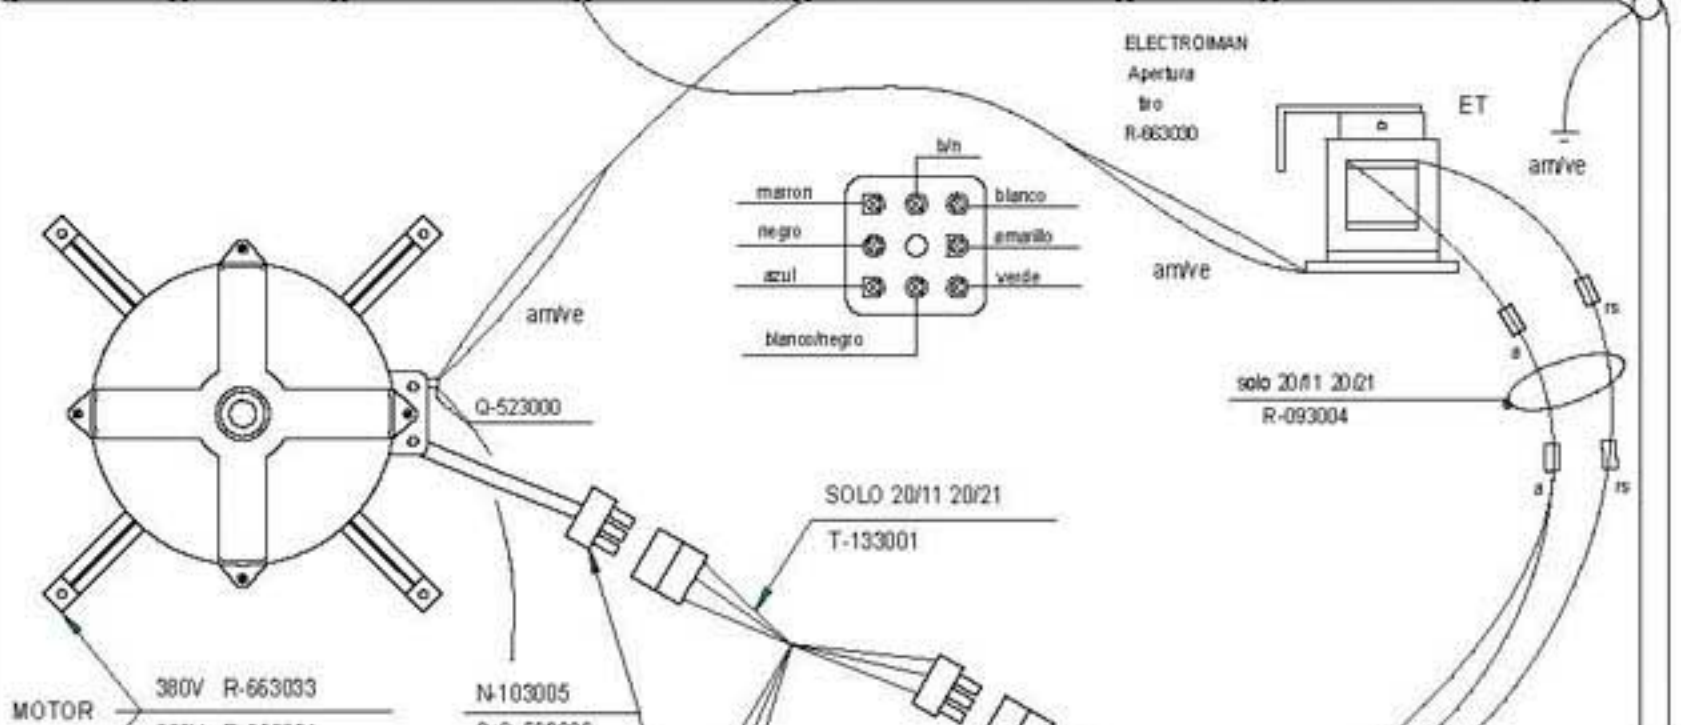 ELECTROIMAN
Apertura
tiro
R-663030
ET
am/ve
b/n
marron
blanco
negro
amarillo
azul
verde
blanco/negro
am/ve
am/ve
rs
a
solo 20/11 20/21
R-093004
Q-523000
a
rs
SOLO 20/11 20/21
T-133001
380V R-663033
MOTOR
N-103005